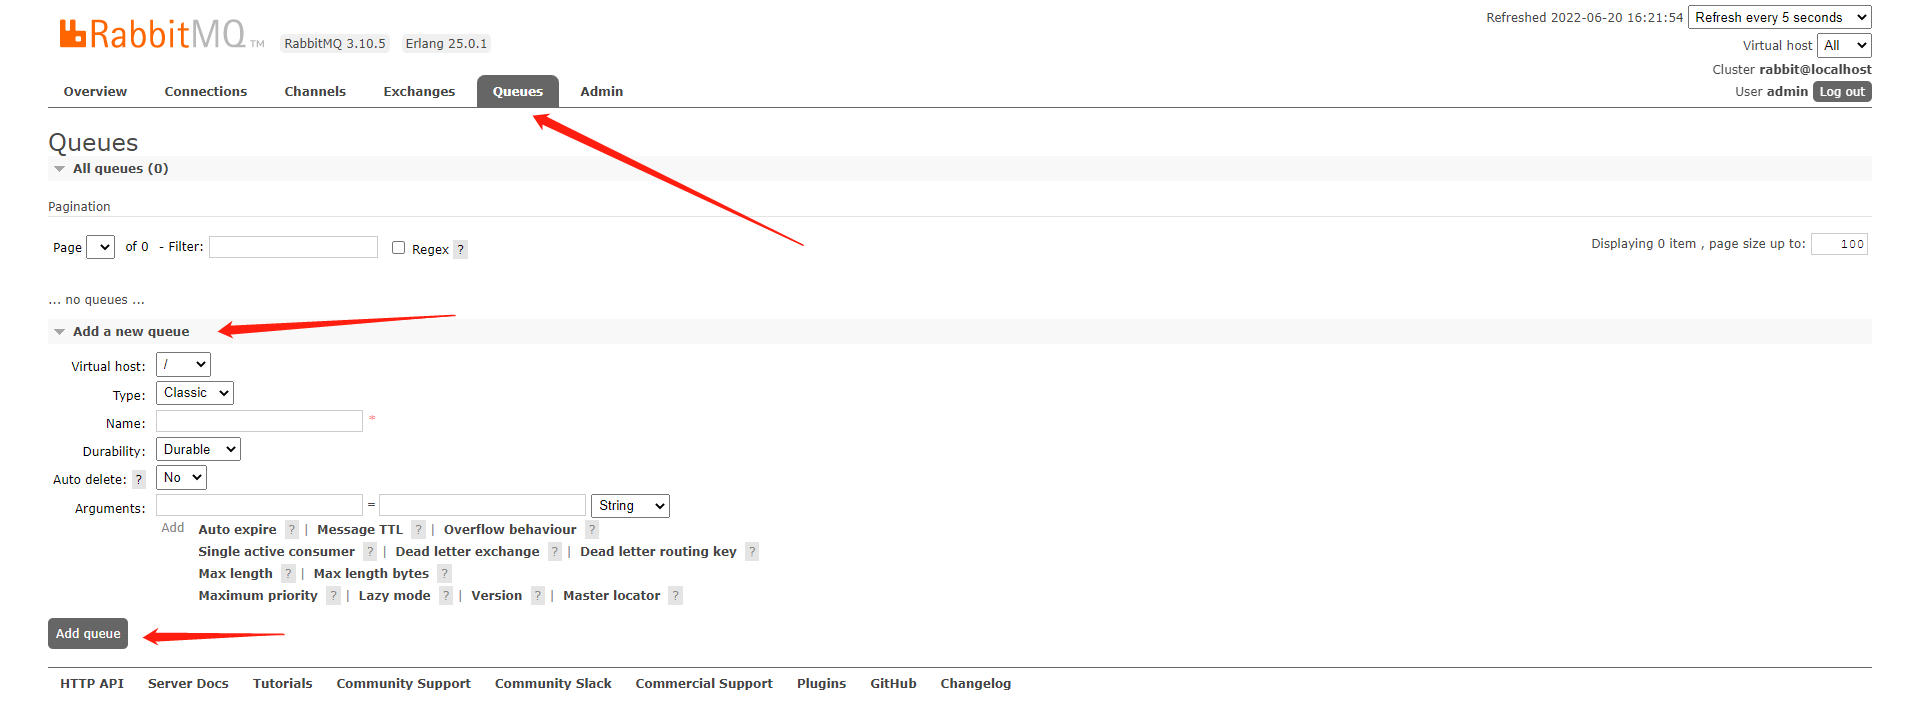 RabbitMQ TM RabbitMQ 3.10.5 Erlang 25.0.1
Refreshed 2022-06-20 16:21:54 Refresh every 5 seconds
Virtual host All
Cluster rabbit@localhost
User admin Log out
Overview Connections Channels Exchanges Queues Admin
Queues
All queues (0)
Pagination
Page of 0 - Filter: Regex ? Displaying 0 item , page size up to: 100
... no queues ...
Add a new queue
Virtual host: /
Type: Classic
Name: *
Durability: Durable
Auto delete: ? No
Arguments: = String
Add Auto expire ? | Message TTL ? | Overflow behaviour ?
Single active consumer ? | Dead letter exchange ? | Dead letter routing key ?
Max length ? | Max length bytes ?
Maximum priority ? | Lazy mode ? | Version ? | Master locator ?
Add queue
HTTP API Server Docs Tutorials Community Support Community Slack Commercial Support Plugins GitHub Changelog